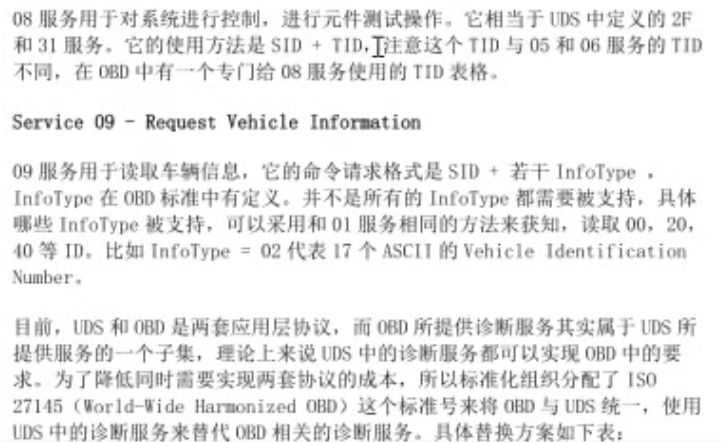 08 服务用于对系统进行控制，进行元件测试操作。它相当于 UDS 中定义的 2F
和 31 服务。它的使用方法是 SID + TID，注意这个 TID 与 05 和 06 服务的 TID
不同，在 OBD 中有一个专门给 08 服务使用的 TID 表格。
Service 09 - Request Vehicle Information
09 服务用于读取车辆信息，它的命令请求格式是 SID + 若干 InfoType ，
InfoType 在 OBD 标准中有定义。并不是所有的 InfoType 都需要被支持，具体
哪些 InfoType 被支持，可以采用和 01 服务相同的方法来获知，读取 00，20，
40 等 ID。比如 InfoType = 02 代表 17 个 ASCII 的 Vehicle Identification
Number。
目前，UDS 和 OBD 是两套应用层协议，而 OBD 所提供诊断服务其实属于 UDS 所
提供服务的一个子集，理论上来说 UDS 中的诊断服务都可以实现 OBD 中的要
求。为了降低同时需要实现两套协议的成本，所以标准化组织分配了 ISO
27145（World-Wide Harmonized OBD）这个标准号来将 OBD 与 UDS 统一，使用
UDS 中的诊断服务来替代 OBD 相关的诊断服务。具体替换方案如下表：